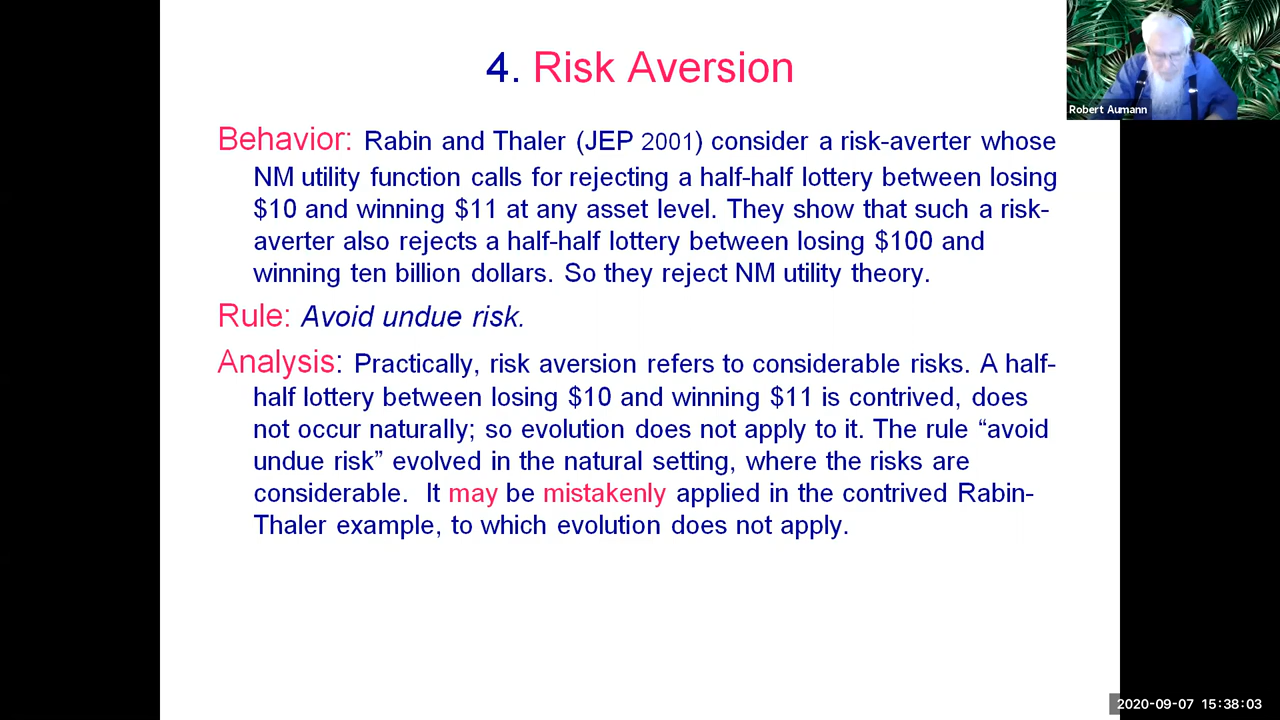 4. Risk Aversion
Robert Aumann
Behavior: Rabin and Thaler (JEP 2001) consider a risk-averter whose
NM utility function calls for rejecting a half-half lottery between losing
$10 and winning $11 at any asset level. They show that such a risk-
averter also rejects a half-half lottery between losing $100 and
winning ten billion dollars. So they reject NM utility theory.
Rule: Avoid undue risk.
Analysis: Practically, risk aversion refers to considerable risks. A half-
half lottery between losing $10 and winning $11 is contrived, does
not occur naturally; so evolution does not apply to it. The rule “avoid
undue risk” evolved in the natural setting, where the risks are
considerable. It may be mistakenly applied in the contrived Rabin-
Thaler example, to which evolution does not apply.
2020-09-07 15:38:03